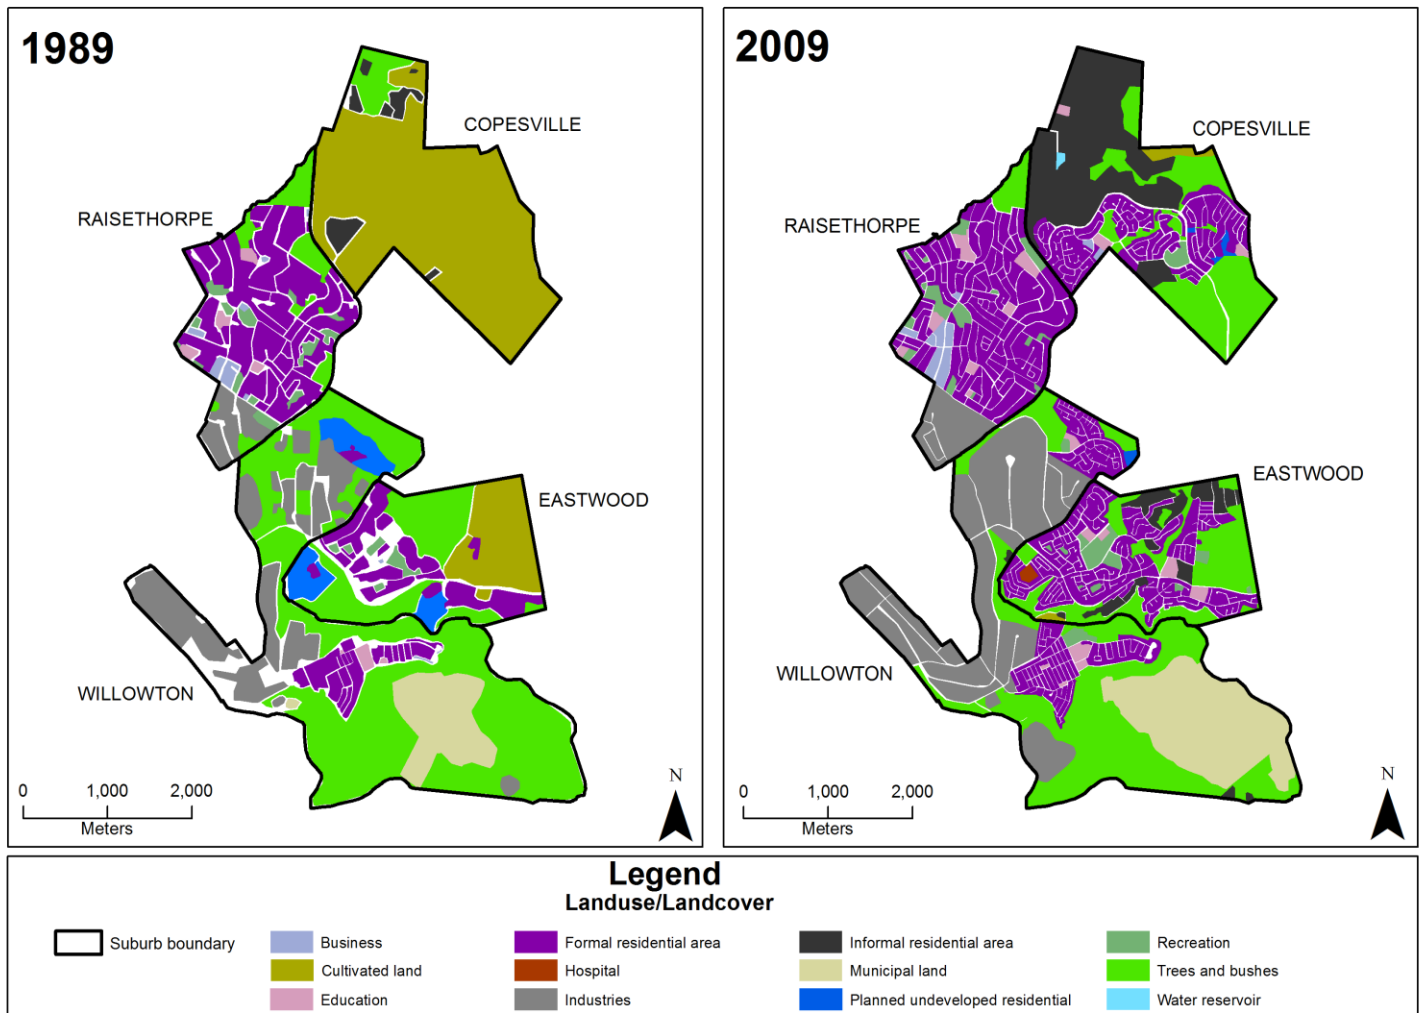 1989
COPESVILLE
RAISETHORPE
EASTWOOD
WILLOWTON
0 1,000 2,000
Meters
N
2009
COPESVILLE
RAISETHORPE
EASTWOOD
WILLOWTON
0 1,000 2,000
Meters
N
Legend
Landuse/Landcover
Suburb boundary
Business
Cultivated land
Education
Formal residential area
Hospital
Industries
Informal residential area
Municipal land
Planned undeveloped residential
Recreation
Trees and bushes
Water reservoir